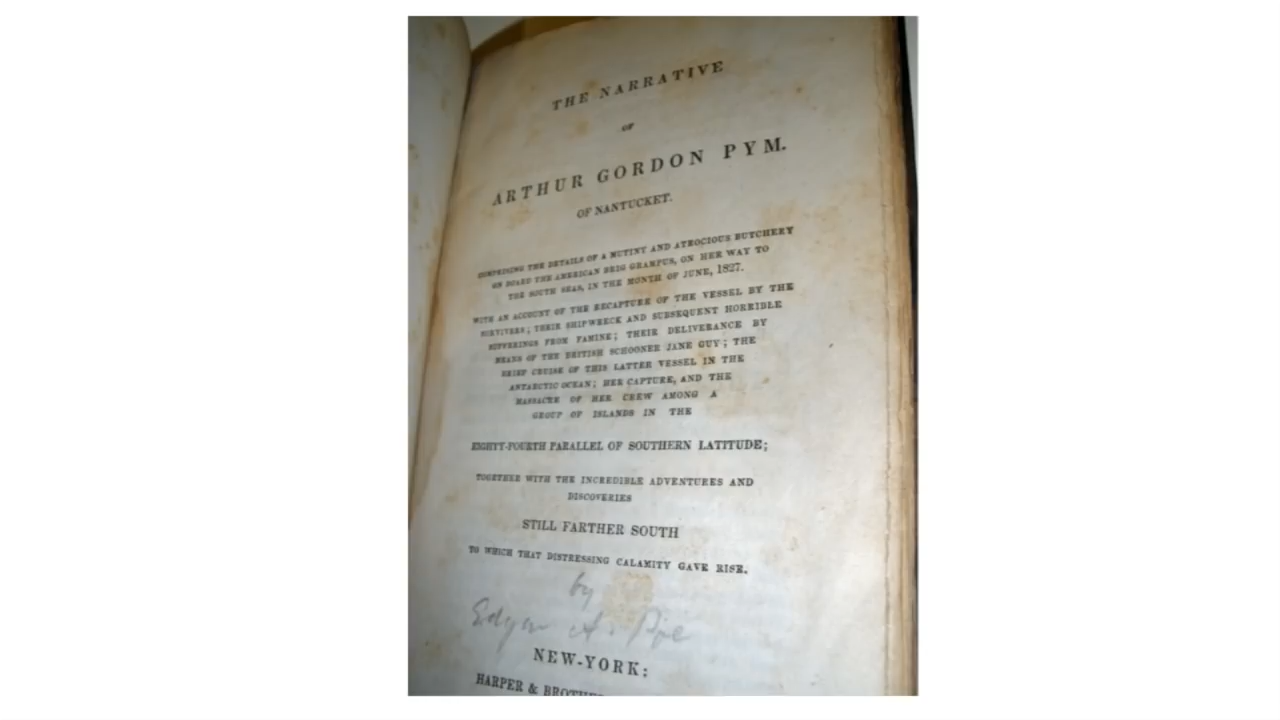 THE NARRATIVE
OF
ARTHUR GORDON PYM.
OF NANTUCKET.
COMPRISING THE DETAILS OF A MUTINY AND ATROCIOUS BUTCHERY
ON BOARD THE AMERICAN BRIG GRAMPUS, ON HER WAY TO
THE SOUTH SEAS, IN THE MONTH OF JUNE, 1827.
WITH AN ACCOUNT OF THE RECAPTURE OF THE VESSEL BY THE
SURVIVERS; THEIR SHIPWRECK AND SUBSEQUENT HORRIBLE
SUFFERINGS FROM FAMINE; THEIR DELIVERANCE BY
MEANS OF THE BRITISH SCHOONER JANE GUY; THE
BRIEF CRUISE OF THIS LATTER VESSEL IN THE
ANTARCTIC OCEAN; HER CAPTURE, AND THE
MASSACRE OF HER CREW AMONG A
GROUP OF ISLANDS IN THE
EIGHTY-FOURTH PARALLEL OF SOUTHERN LATITUDE;
TOGETHER WITH THE INCREDIBLE ADVENTURES AND
DISCOVERIES
STILL FARTHER SOUTH
TO WHICH THAT DISTRESSING CALAMITY GAVE RISE.
by
Edgar A. Poe
NEW-YORK:
HARPER &